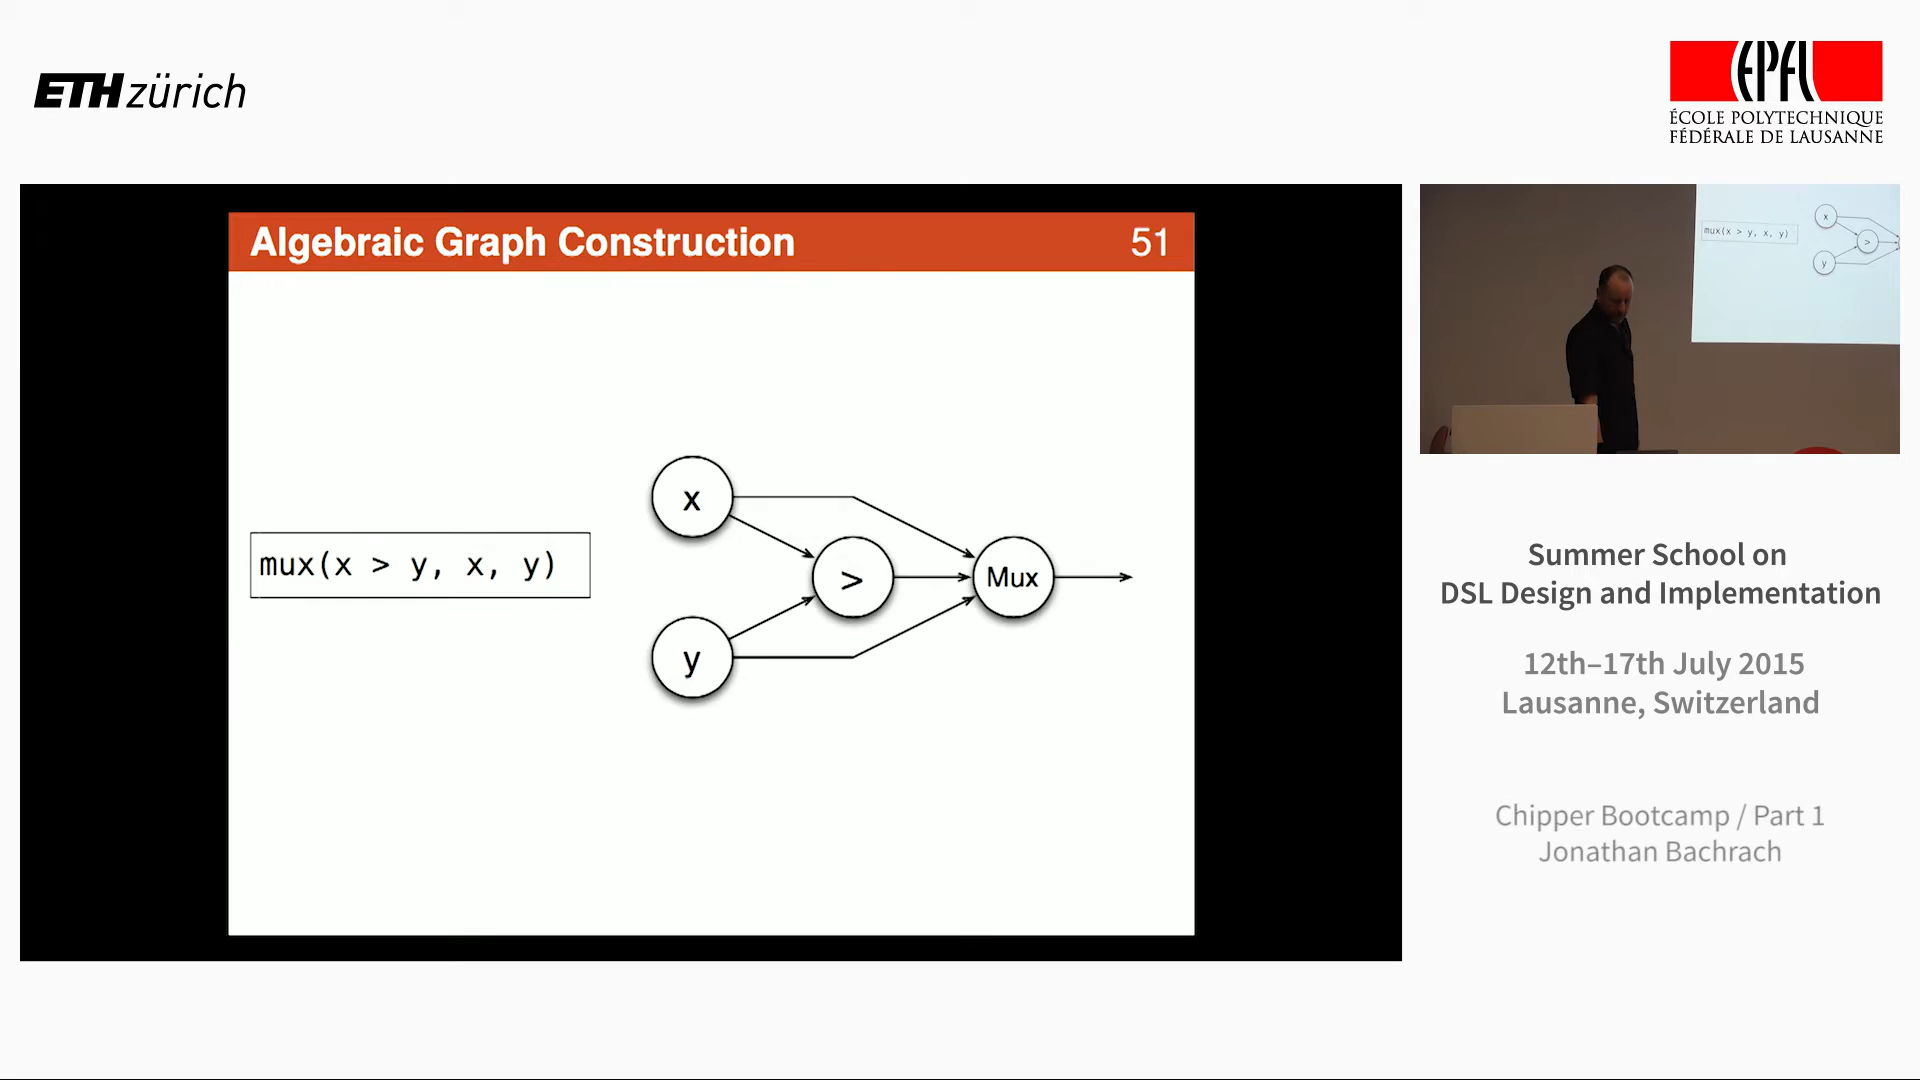 ETH zürich
EPFL
ÉCOLE POLYTECHNIQUE
FÉDÉRALE DE LAUSANNE
Algebraic Graph Construction 51
mux(x > y, x, y)
x
>
y
Mux
mux(x > y, x, y)
x
>
y
Summer School on
DSL Design and Implementation
12th–17th July 2015
Lausanne, Switzerland
Chipper Bootcamp / Part 1
Jonathan Bachrach